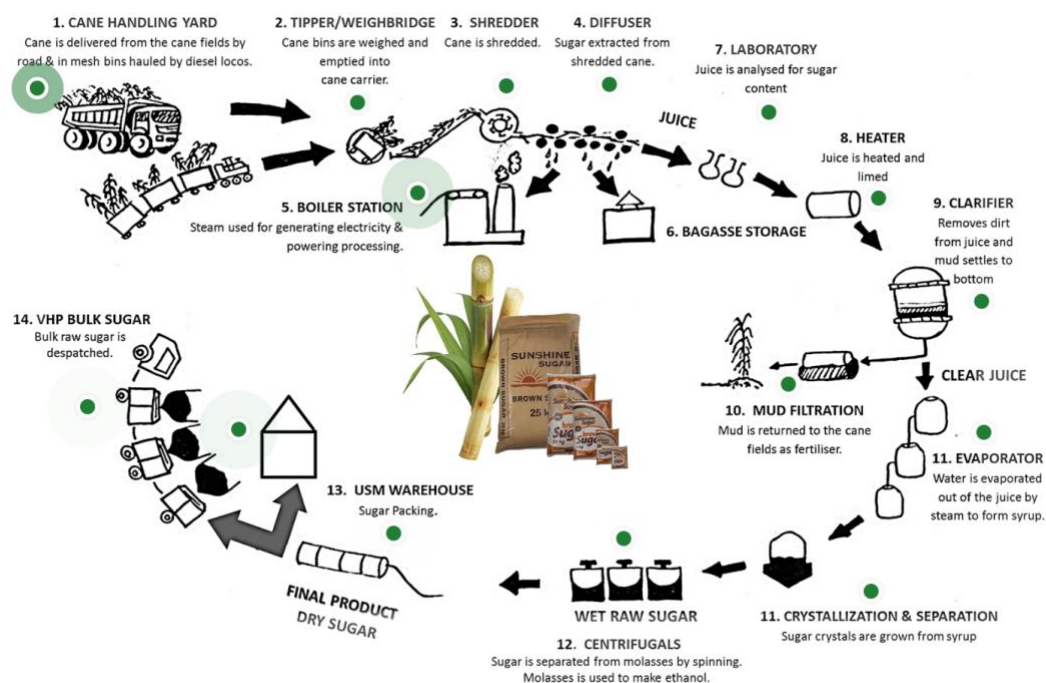 1. CANE HANDLING YARD
Cane is delivered from the cane fields by
road & in mesh bins hauled by diesel locos.
2. TIPPER/WEIGHBRIDGE
Cane bins are weighed and
emptied into
cane carrier.
3. SHREDDER
Cane is shredded.
4. DIFFUSER
Sugar extracted from
shredded cane.
JUICE
7. LABORATORY
Juice is analysed for sugar
content
8. HEATER
Juice is heated and
limed
5. BOILER STATION
Steam used for generating electricity &
powering processing.
6. BAGASSE STORAGE
9. CLARIFIER
Removes dirt
from juice and
mud settles to
bottom
CLEAR JUICE
10. MUD FILTRATION
Mud is returned to the cane
fields as fertiliser.
11. EVAPORATOR
Water is evaporated
out of the juice by
steam to form syrup.
11. CRYSTALLIZATION & SEPARATION
Sugar crystals are grown from syrup
WET RAW SUGAR
12. CENTRIFUGALS
Sugar is separated from molasses by spinning.
Molasses is used to make ethanol.
FINAL PRODUCT
DRY SUGAR
13. USM WAREHOUSE
Sugar Packing.
14. VHP BULK SUGAR
Bulk raw sugar is
despatched.
SUNSHINE
SUGAR
BROWN
25